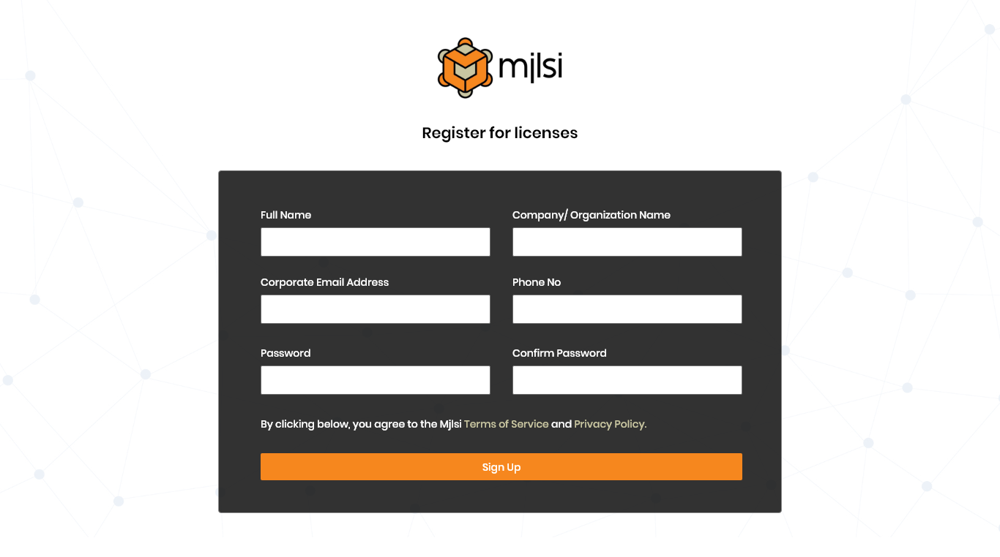 mjlsi
Register for licenses
Full Name
Company/ Organization Name
Corporate Email Address
Phone No
Password
Confirm Password
By clicking below, you agree to the Mjlsi Terms of Service and Privacy Policy.
Sign Up